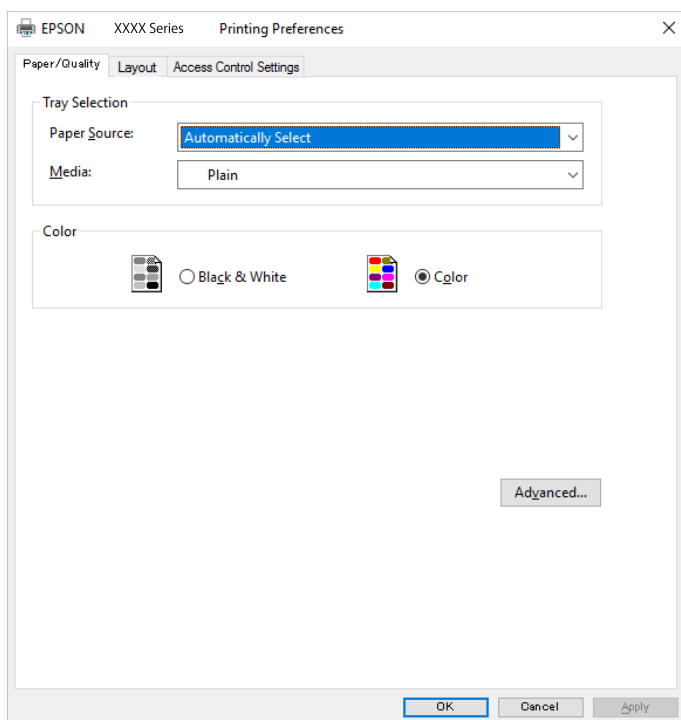 EPSON XXXX Series Printing Preferences
Paper/Quality Layout Access Control Settings
Tray Selection
Paper Source: Automatically Select
Media: Plain
Color
Black & White Color
Advanced...
OK Cancel Apply